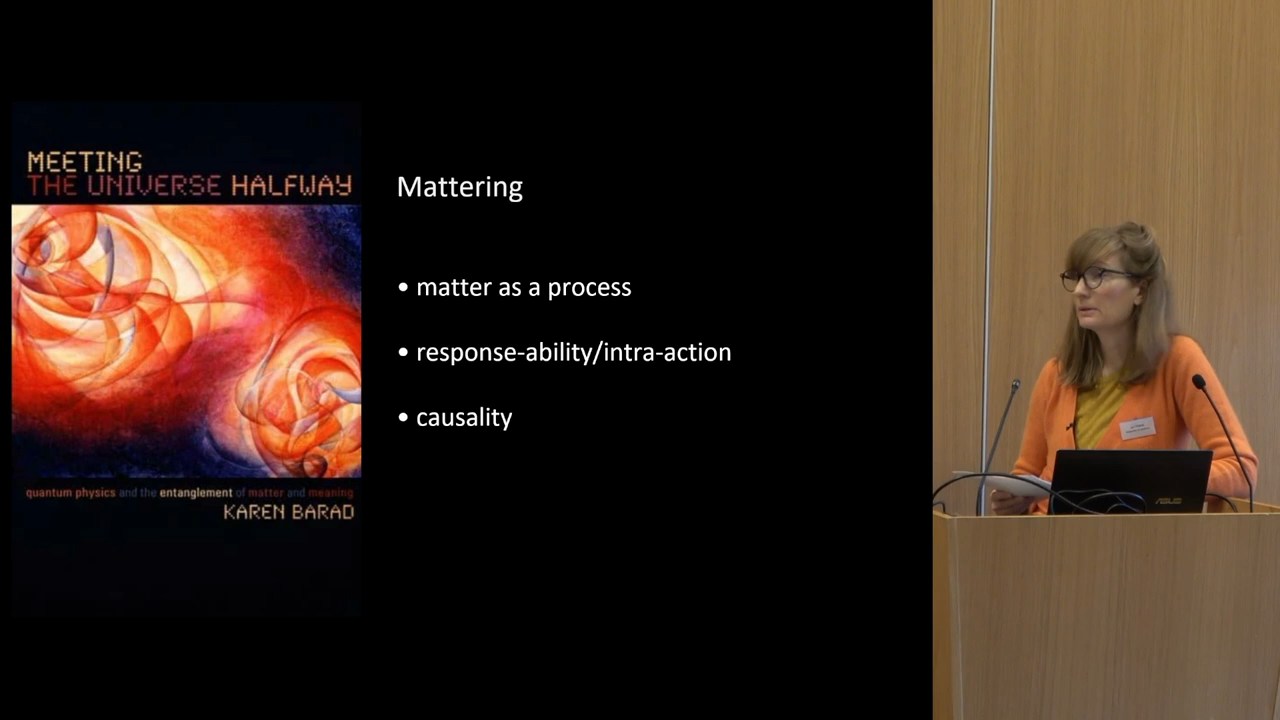 MEETING
THE UNIVERSE HALFWAY
quantum physics and the entanglement of matter and meaning
KAREN BARAD
Mattering
• matter as a process
• response-ability/intra-action
• causality
ASUS